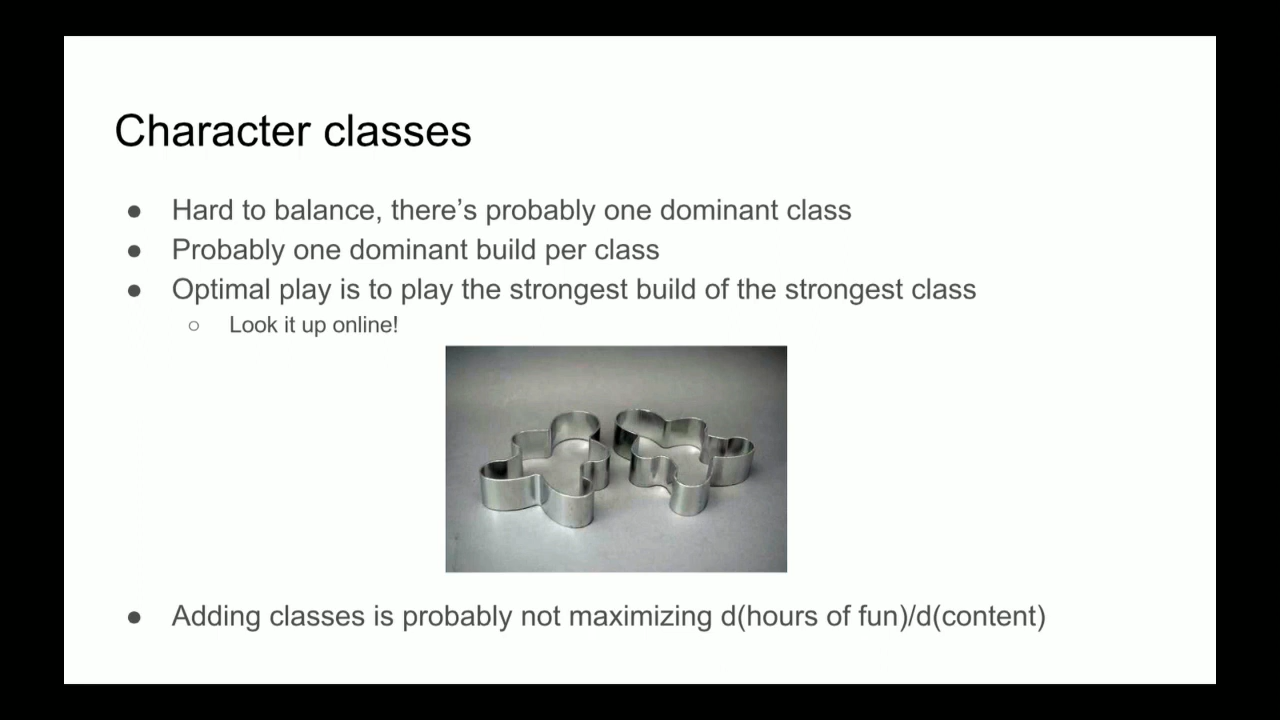 Character classes
● Hard to balance, there's probably one dominant class
● Probably one dominant build per class
● Optimal play is to play the strongest build of the strongest class
○ Look it up online!
● Adding classes is probably not maximizing d(hours of fun)/d(content)